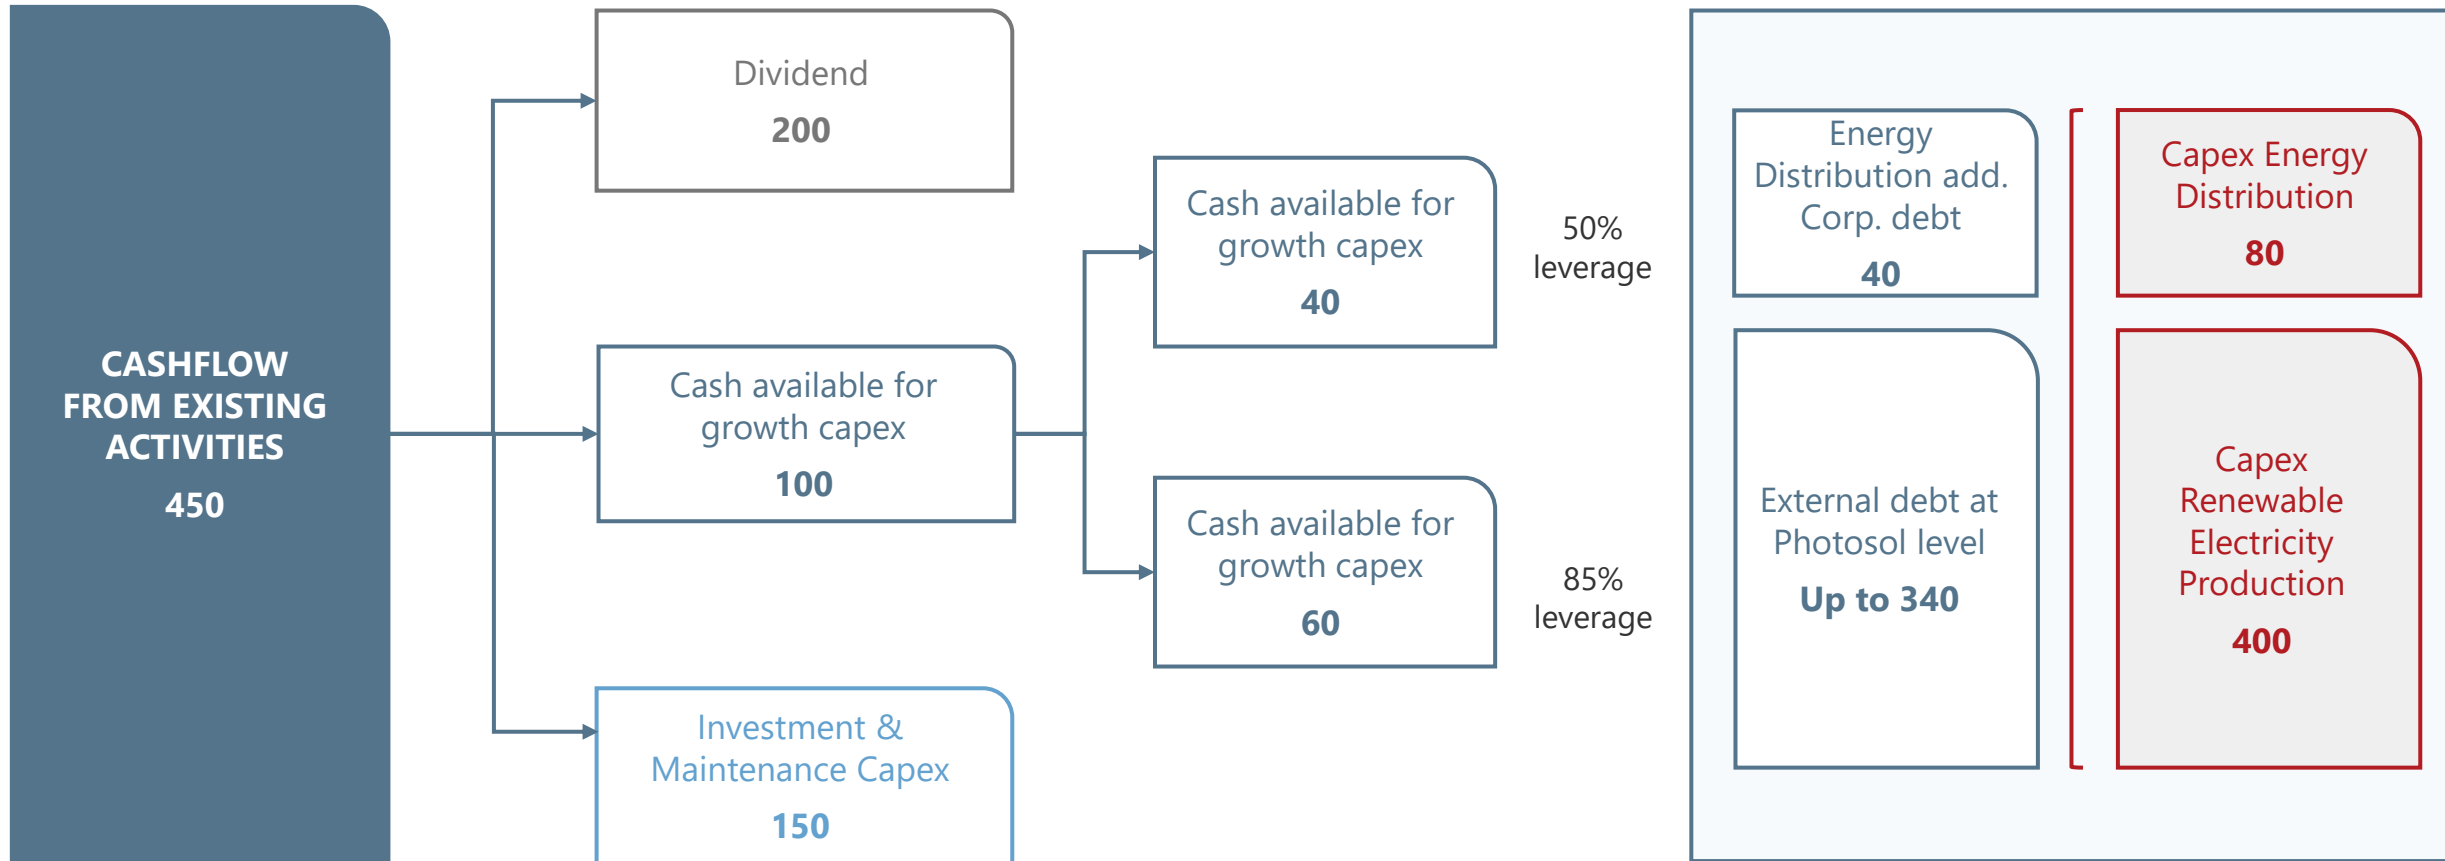 CASHFLOW
FROM EXISTING
ACTIVITIES
450
Dividend
200
Cash available for
growth capex
100
Investment &
Maintenance Capex
150
Cash available for
growth capex
40
50%
leverage
Cash available for
growth capex
60
85%
leverage
Energy
Distribution add.
Corp. debt
40
External debt at
Photosol level
Up to 340
Capex Energy
Distribution
80
Capex
Renewable
Electricity
Production
400